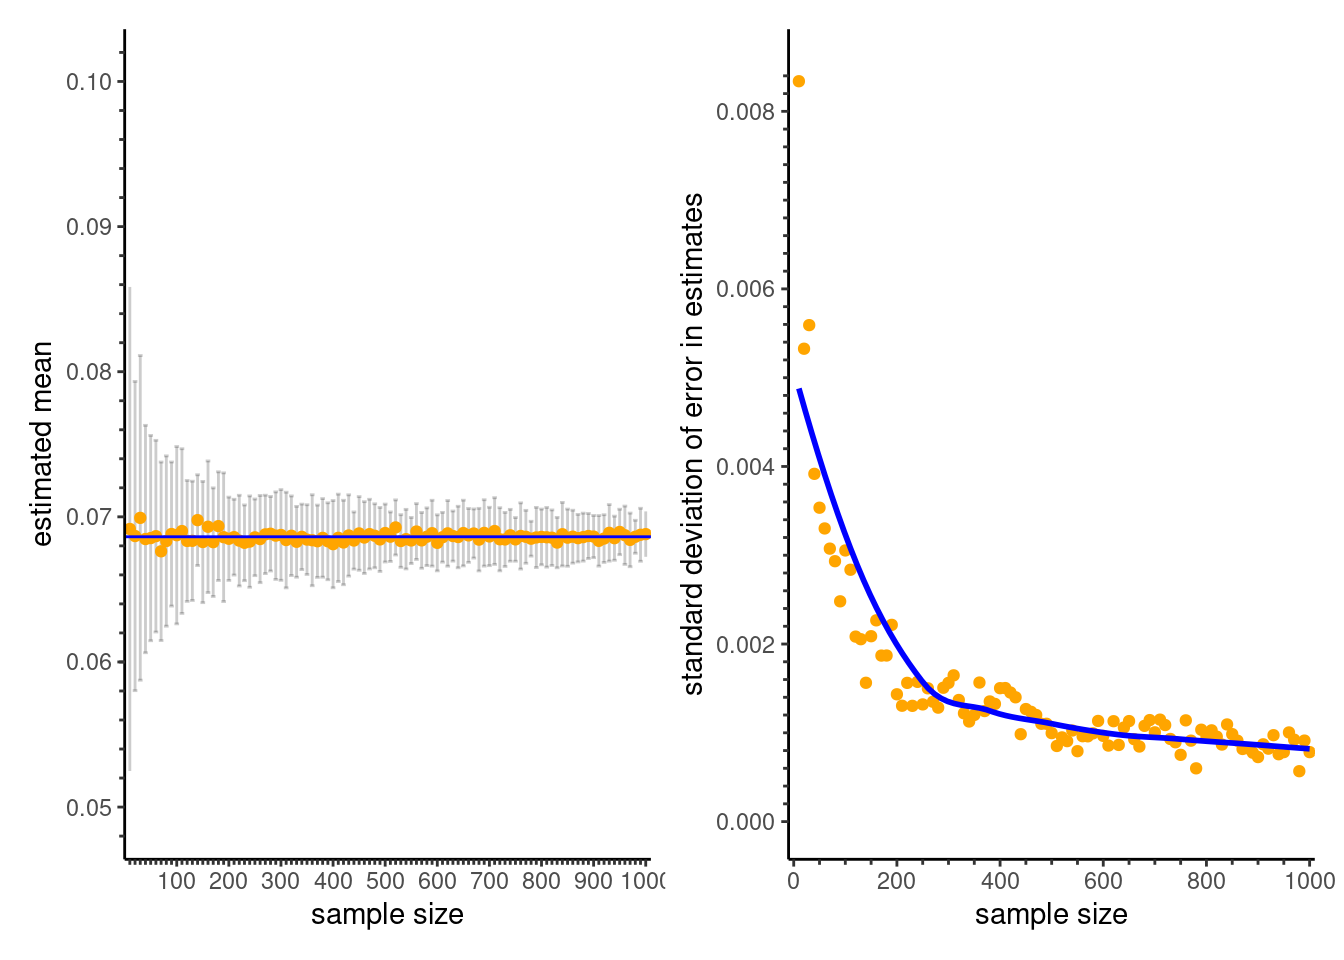 estimated mean
0.10
0.09
0.08
0.07
0.06
0.05
100 200 300 400 500 600 700 800 900 1000
sample size
standard deviation of error in estimates
0.008
0.006
0.004
0.002
0.000
0 200 400 600 800 1000
sample size